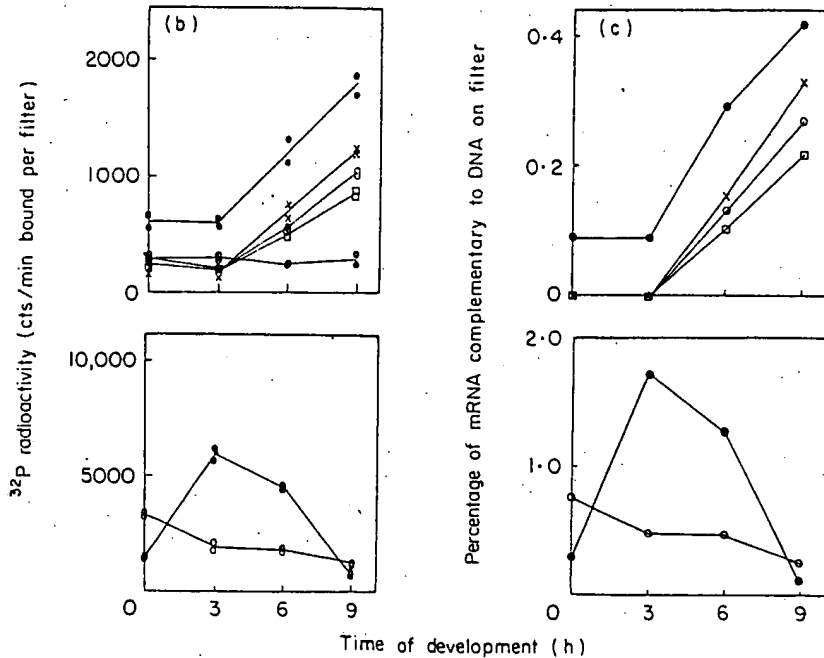 (b)
2000
1000
0
10,000
5000
0
0 3 6 9
³²P radioactivity (cts/min bound per filter)
(c)
0·4
0·2
0
2.0
1.0
0 3 6 9
Percentage of mRNA complementary to DNA on filter
Time of development (h)